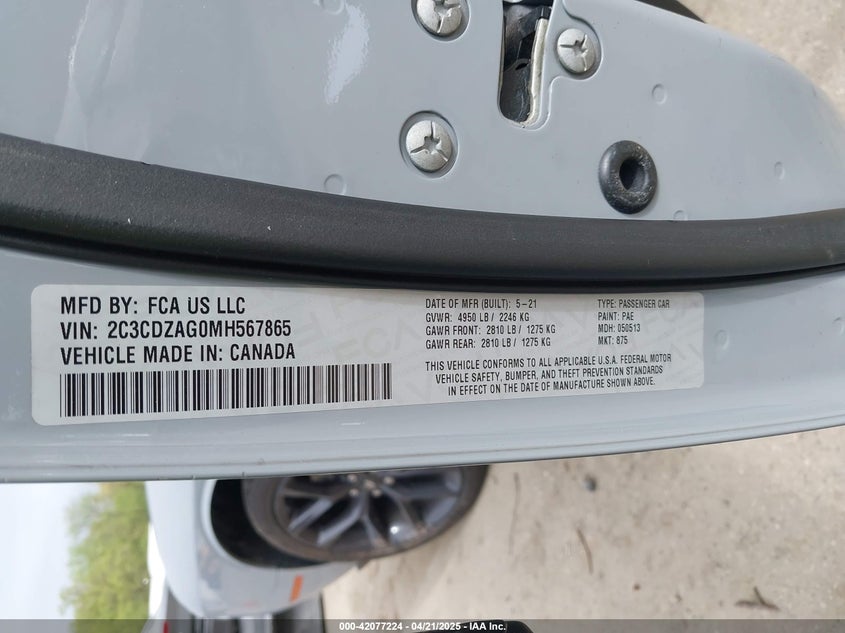 MFD BY: FCA US LLC
VIN: 2C3CDZAG0MH567865
VEHICLE MADE IN: CANADA
DATE OF MFR (BUILT): 5-21
GVWR: 4950 LB / 2246 KG
GAWR FRONT: 2810 LB / 1275 KG
GAWR REAR: 2810 LB / 1275 KG
TYPE: PASSENGER CAR
PAINT: PAE
MDH: 050513
MKT: 875
THIS VEHICLE CONFORMS TO ALL APPLICABLE U.S.A. FEDERAL MOTOR
VEHICLE SAFETY, BUMPER, AND THEFT PREVENTION STANDARDS
IN EFFECT ON THE DATE OF MANUFACTURE SHOWN ABOVE.
000-42077224 - 04/21/2025 - IAA Inc.